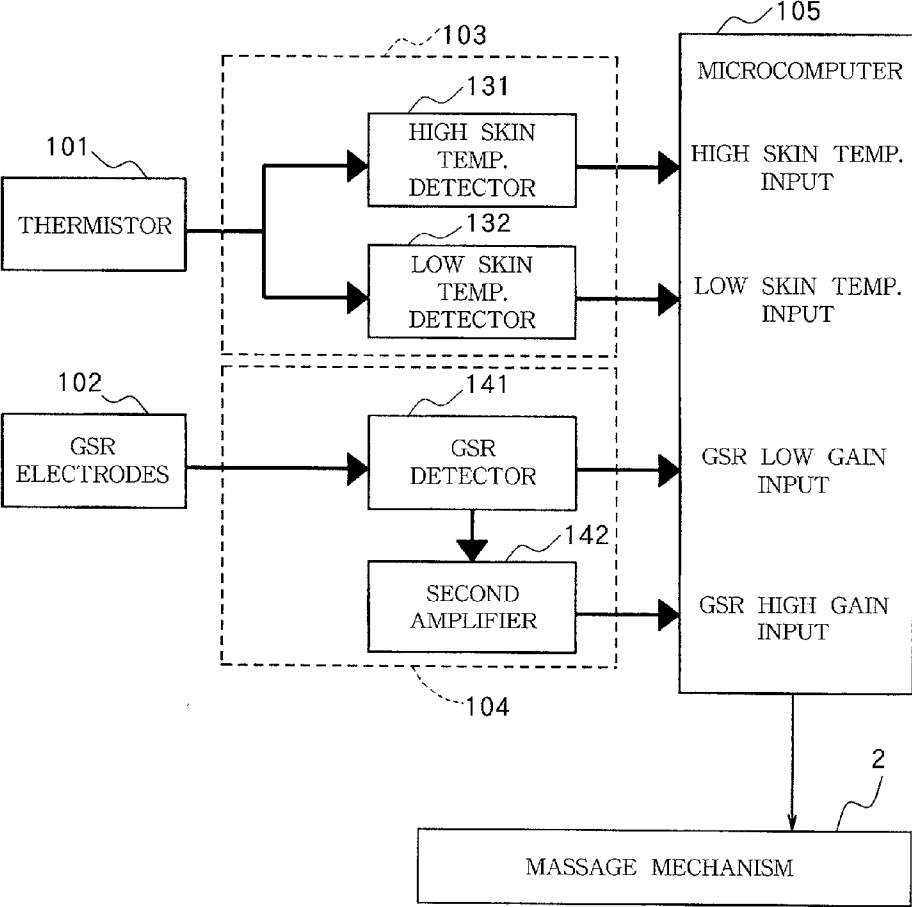 105
103
MICROCOMPUTER
131
HIGH SKIN
TEMP.
DETECTOR
HIGH SKIN TEMP.
INPUT
101
THERMISTOR
132
LOW SKIN
TEMP.
DETECTOR
LOW SKIN TEMP.
INPUT
102
GSR
ELECTRODES
141
GSR
DETECTOR
GSR LOW GAIN
INPUT
142
SECOND
AMPLIFIER
GSR HIGH GAIN
INPUT
104
2
MASSAGE MECHANISM